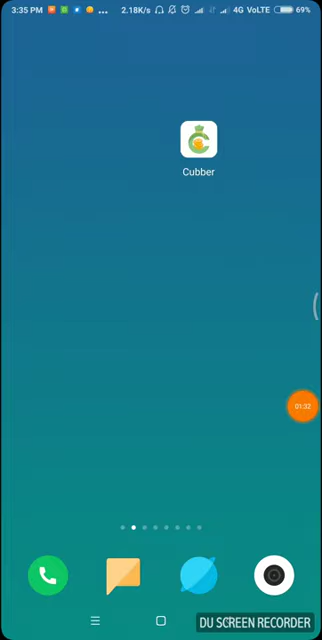 3:35 PM ... 2.18K/s 4G VoLTE 69%
Cubber
01:32
DU SCREEN RECORDER